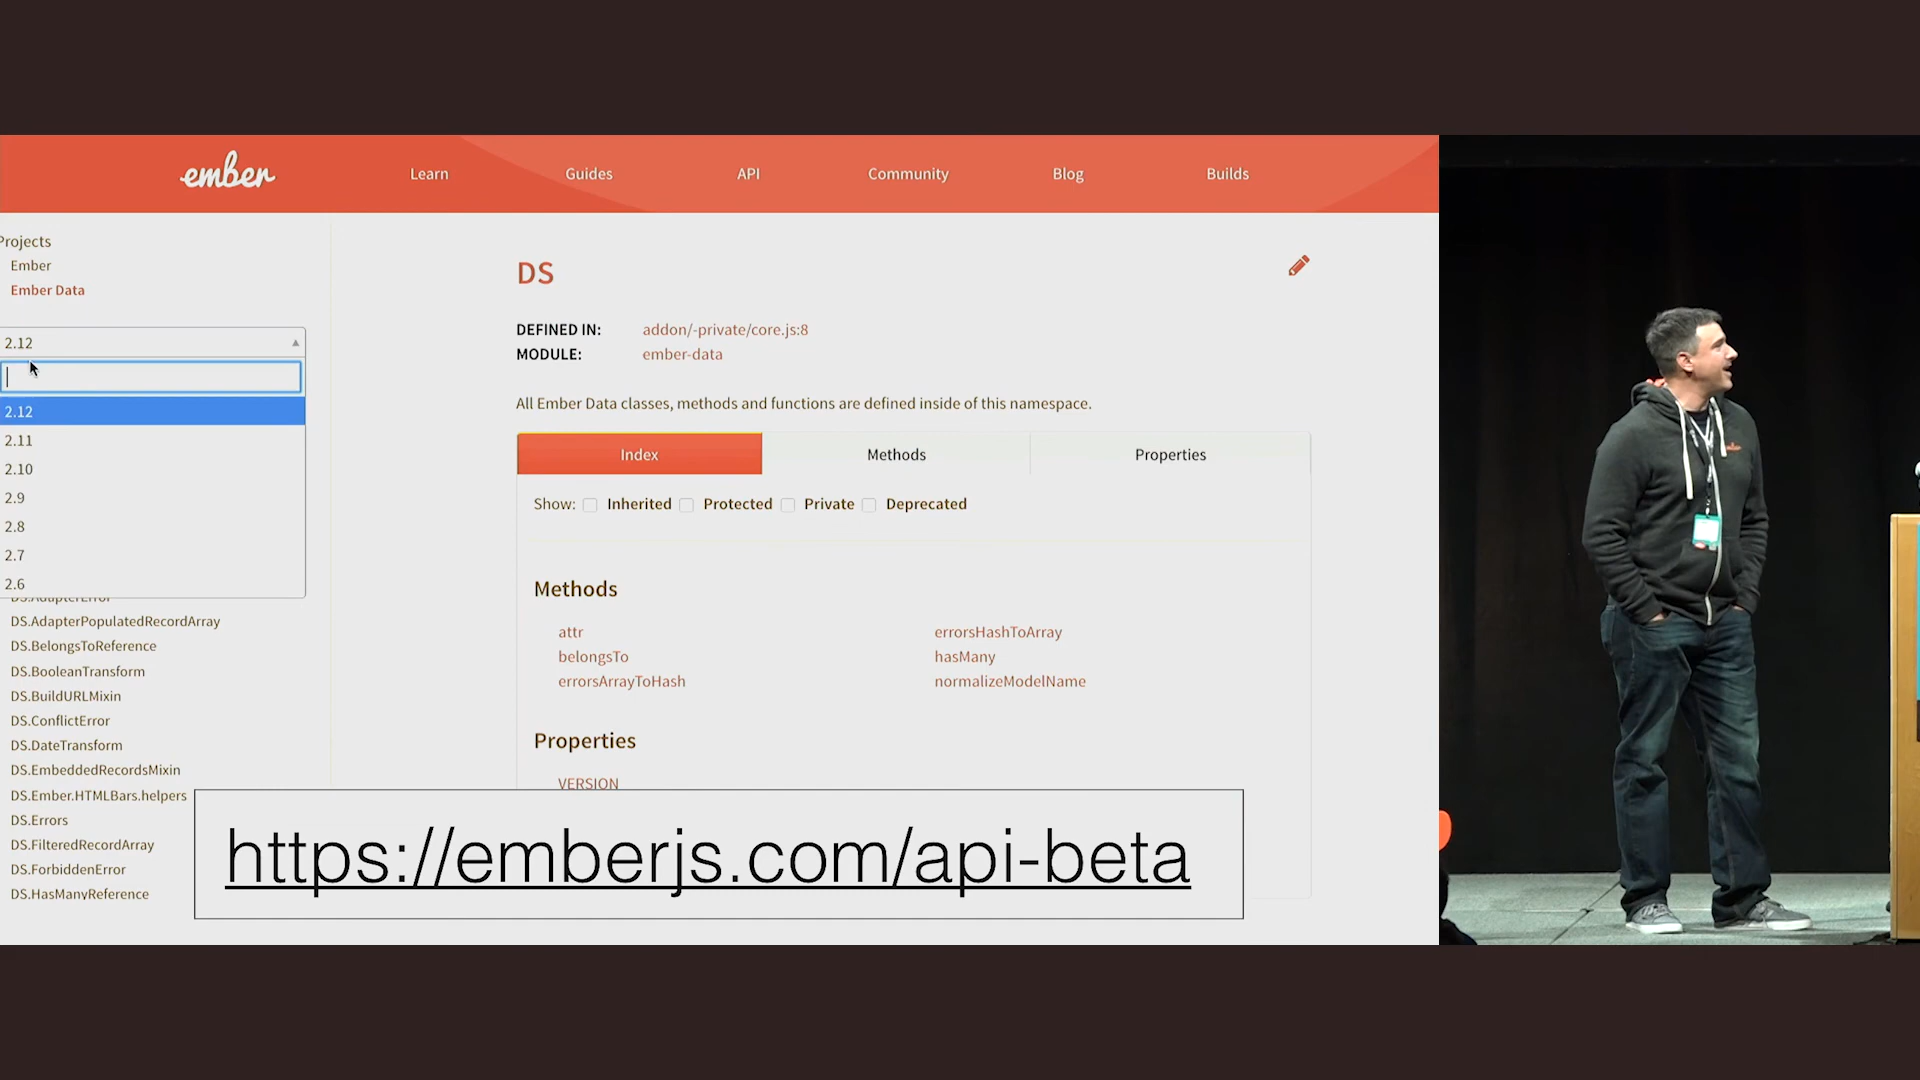 ember
Learn
Guides
API
Community
Blog
Builds
Projects
Ember
Ember Data
2.12
2.12
2.11
2.10
2.9
2.8
2.7
2.6
DS.AdapterError
DS.AdapterPopulatedRecordArray
DS.BelongsToReference
DS.BooleanTransform
DS.BuildURLMixin
DS.ConflictError
DS.DateTransform
DS.EmbeddedRecordsMixin
DS.Ember.HTMLBars.helpers
DS.Errors
DS.FilteredRecordArray
DS.ForbiddenError
DS.HasManyReference
DS
DEFINED IN: addon/-private/core.js:8
MODULE: ember-data
All Ember Data classes, methods and functions are defined inside of this namespace.
Index
Methods
Properties
Show: Inherited Protected Private Deprecated
Methods
attr
belongsTo
errorsArrayToHash
errorsHashToArray
hasMany
normalizeModelName
Properties
VERSION
https://emberjs.com/api-beta